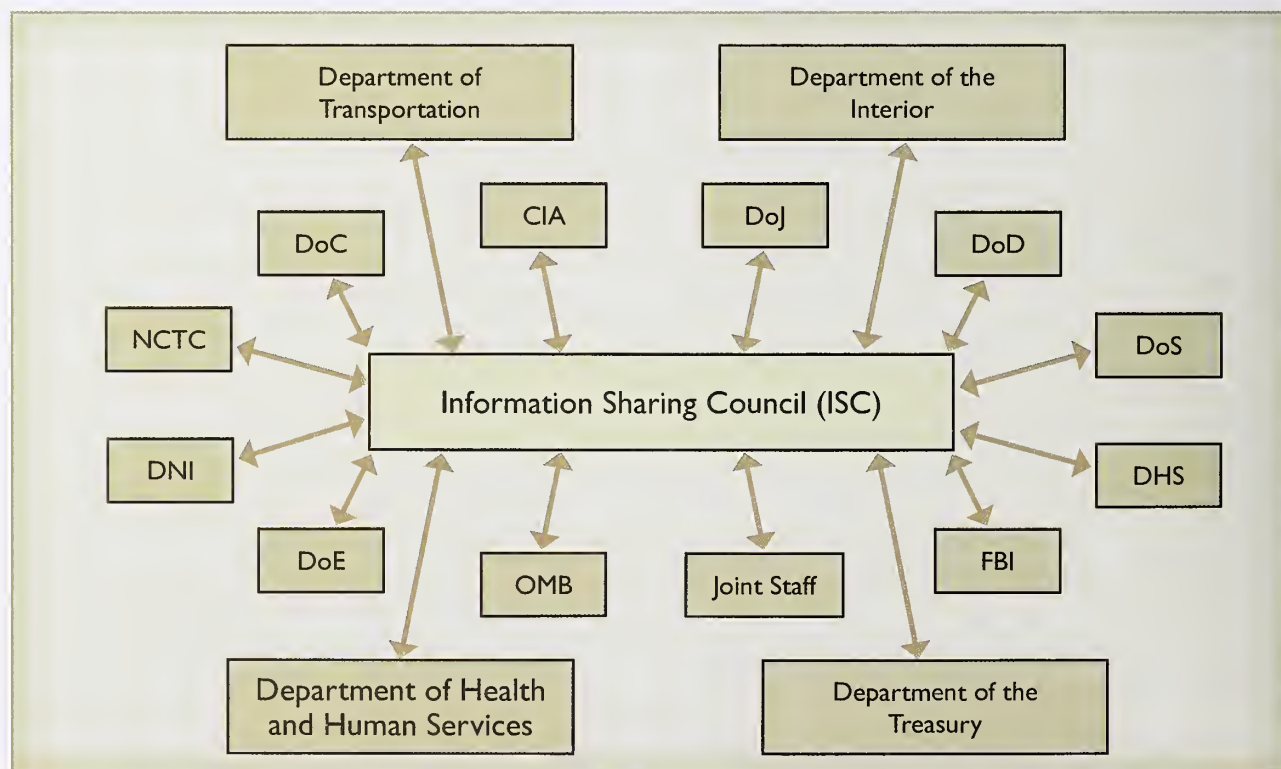 Department of
Transportation
Department of the
Interior
CIA
DoJ
DoC
DoD
NCTC
DoS
Information Sharing Council (ISC)
DNI
DHS
DoE
OMB
Joint Staff
FBI
Department of Health
and Human Services
Department of the
Treasury